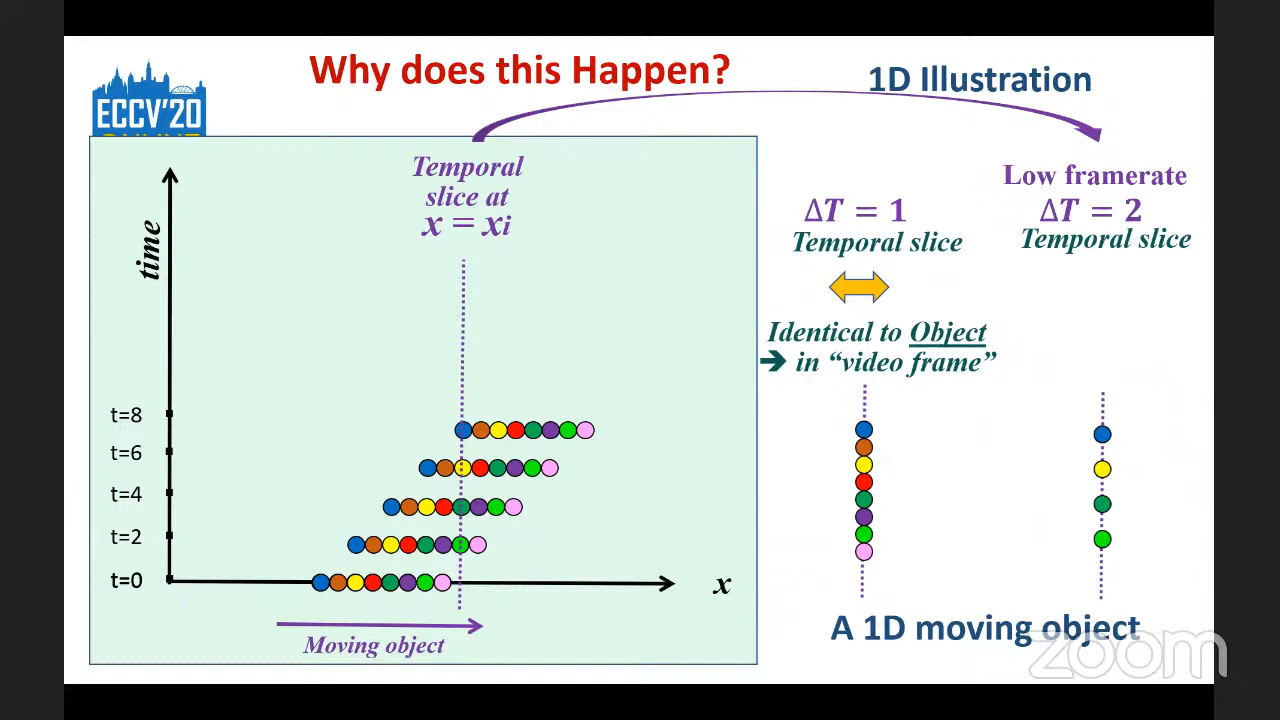 Why does this Happen?
1D Illustration
ECCV'20
ONLINE
Temporal
slice at
x = xi
time
t=8
t=6
t=4
t=2
t=0
x
Moving object
ΔT = 1
Temporal slice
Identical to Object
➔ in “video frame”
Low framerate
ΔT = 2
Temporal slice
A 1D moving object
zoom